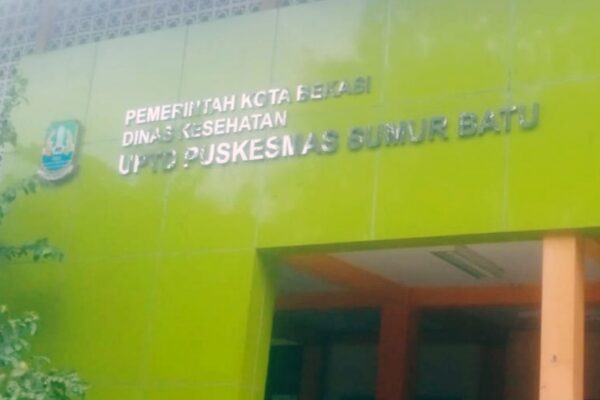 PEMERINTAH KOTA BEKASI
DINAS KESEHATAN
UPTD PUSKESMAS SUMUR BATU